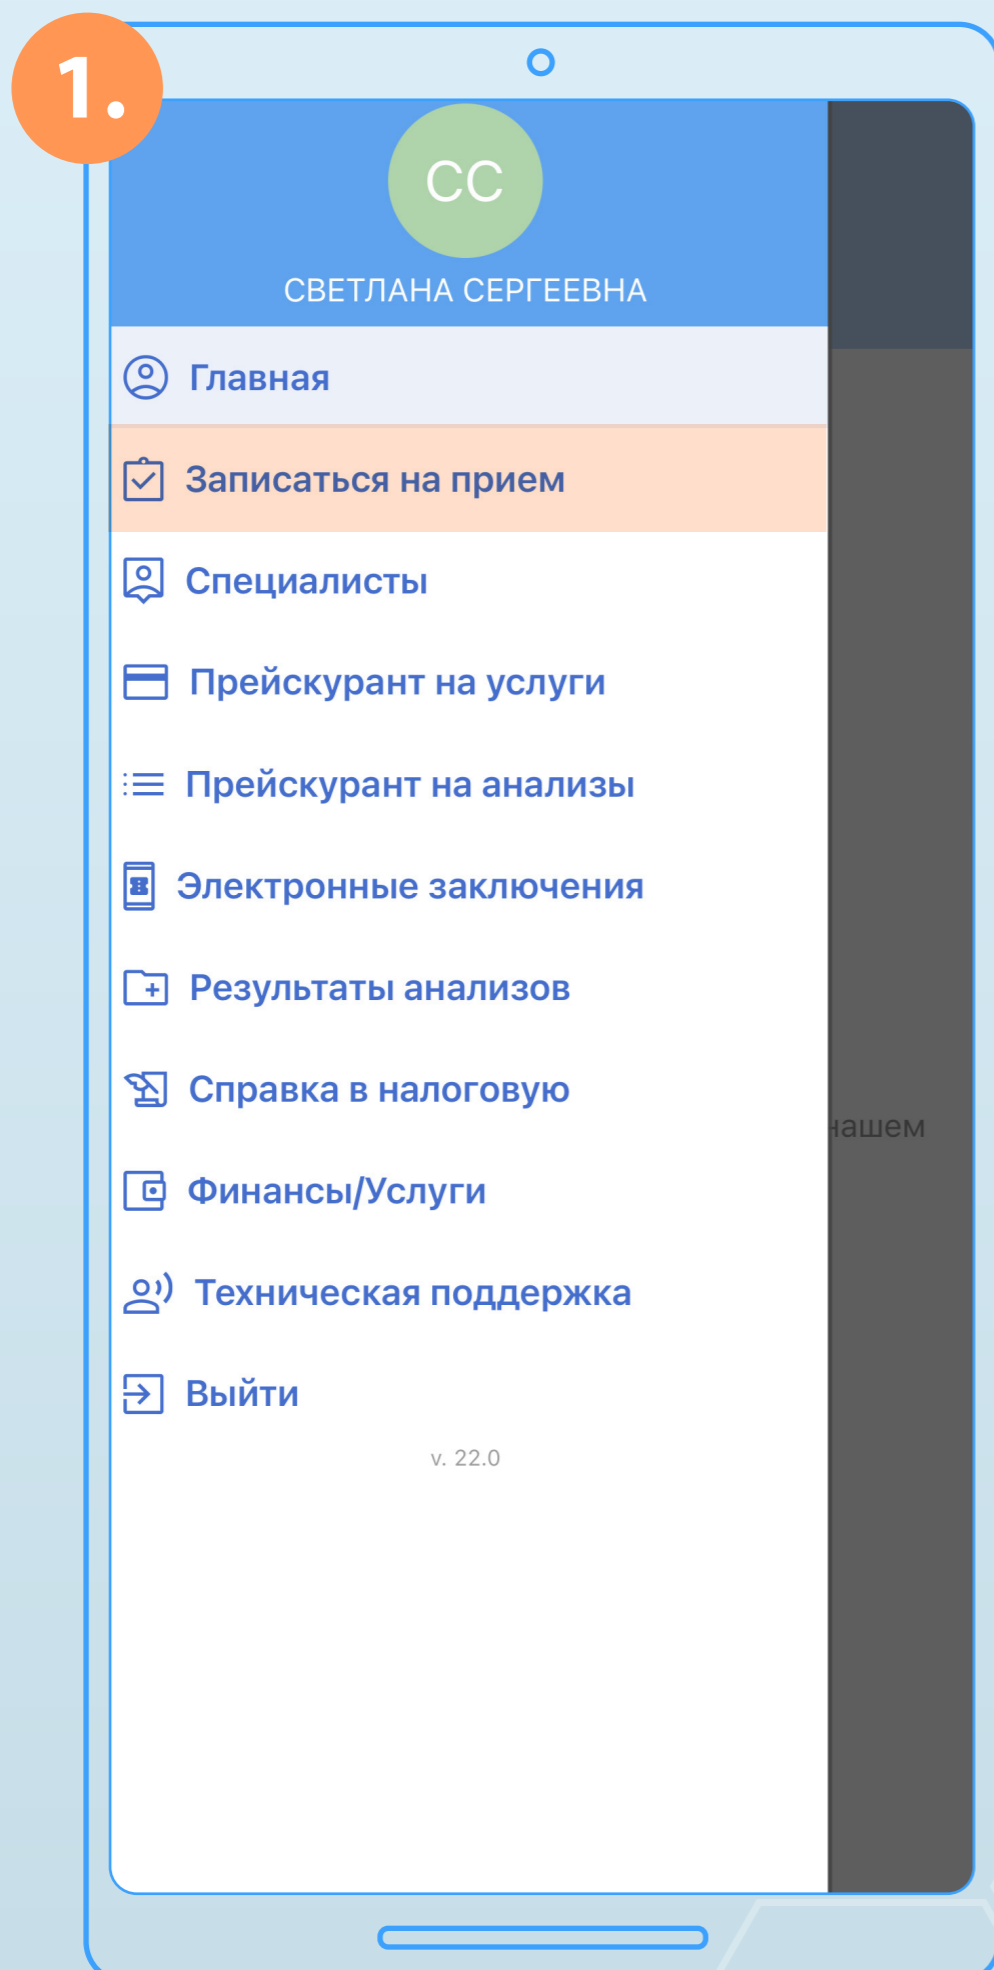 1.
СС
СВЕТЛАНА СЕРГЕЕВНА
Главная
Записаться на прием
Специалисты
Прейскурант на услуги
Прейскурант на анализы
Электронные заключения
Результаты анализов
Справка в налоговую
нашем
Финансы/Услуги
Техническая поддержка
Выйти
v. 22.0